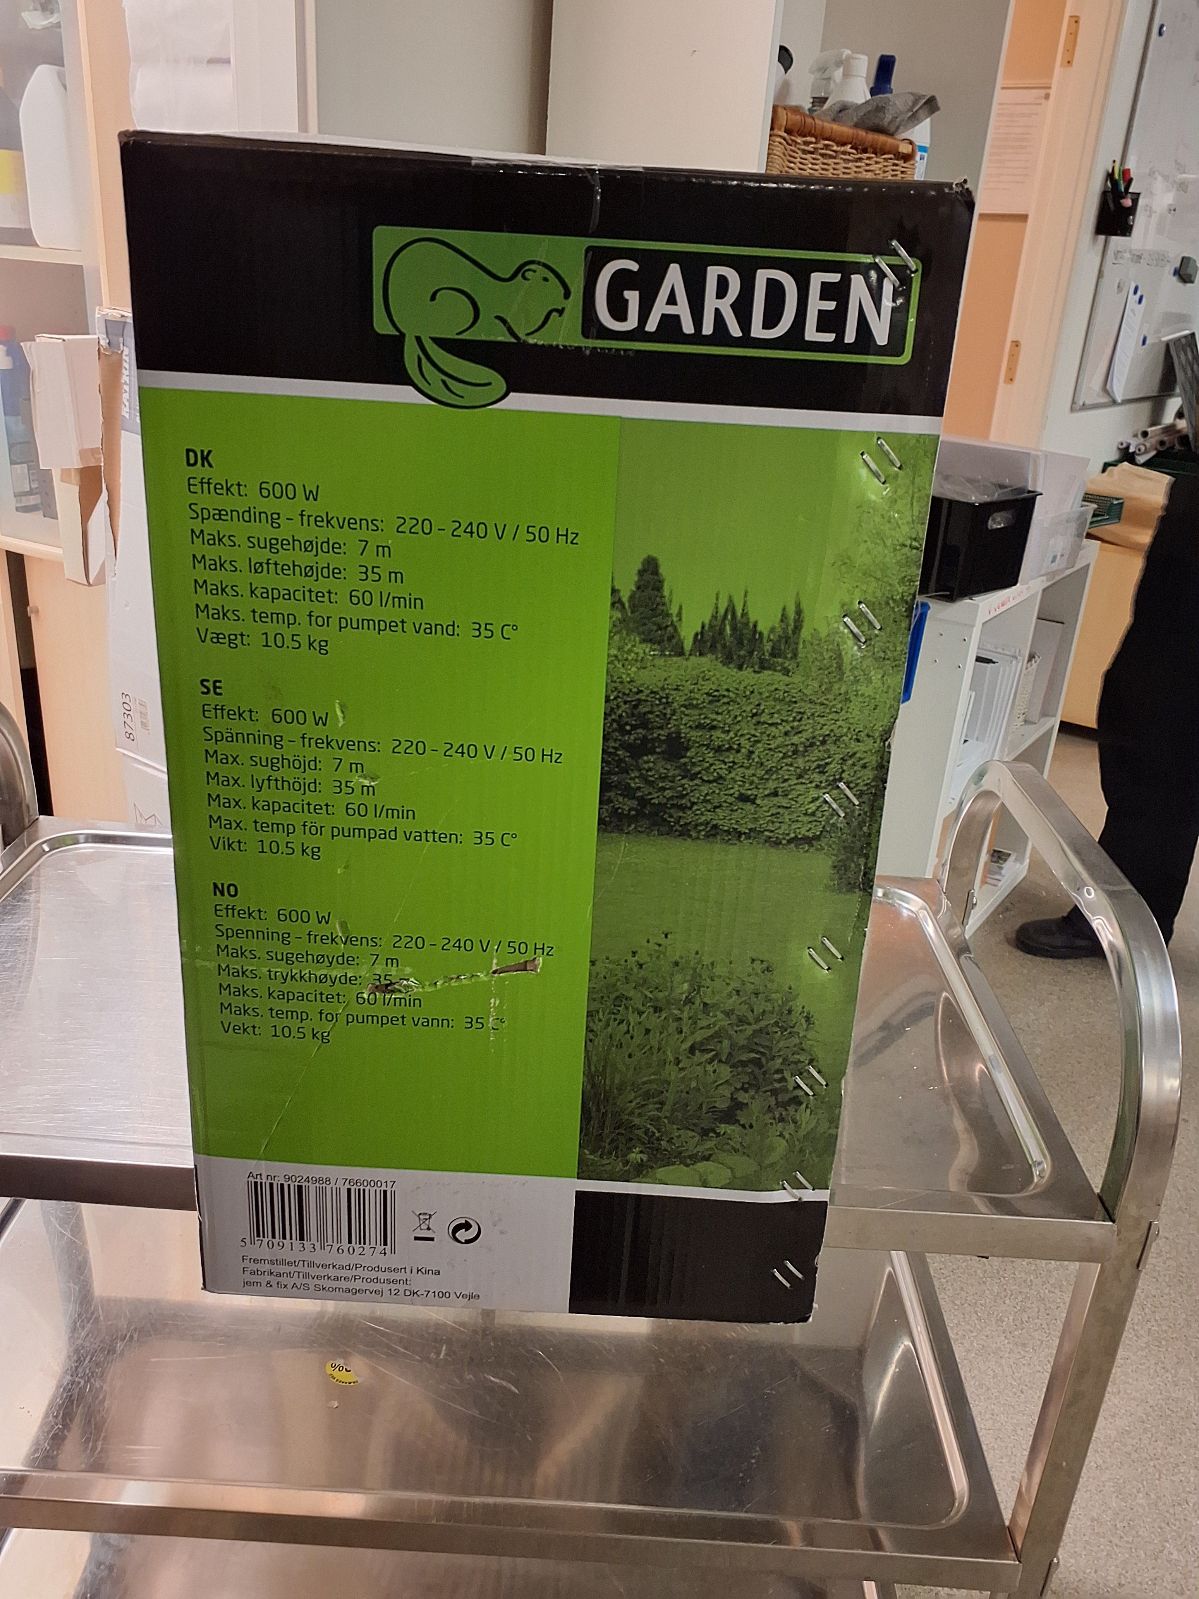 GARDEN
DK
Effekt: 600 W
Spænding - frekvens: 220 - 240 V / 50 Hz
Maks. sugehøjde: 7 m
Maks. løftehøjde: 35 m
Maks. kapacitet: 60 l/min
Maks. temp. for pumpet vand: 35 C°
Vægt: 10.5 kg
SE
Effekt: 600 W
Spänning - frekvens: 220 - 240 V / 50 Hz
Max. sughöjd: 7 m
Max. lyfthöjd: 35 m
Max. kapacitet: 60 l/min
Max. temp för pumpad vatten: 35 C°
Vikt: 10.5 kg
NO
Effekt: 600 W
Spenning - frekvens: 220 - 240 V / 50 Hz
Maks. sugehøyde: 7 m
Maks. trykkhøyde: 35
Maks. kapacitet: 60 l/min
Maks. temp. for pumpet vann: 35 C°
Vekt: 10.5 kg
Art nr: 9024988 / 76600017
5 709133 760274
Fremstillet/Tillverkad/Produsert i Kina
Fabrikant/Tillverkare/Produsent:
jem & fix A/S Skomagervej 12 DK-7100 Vejle
87303